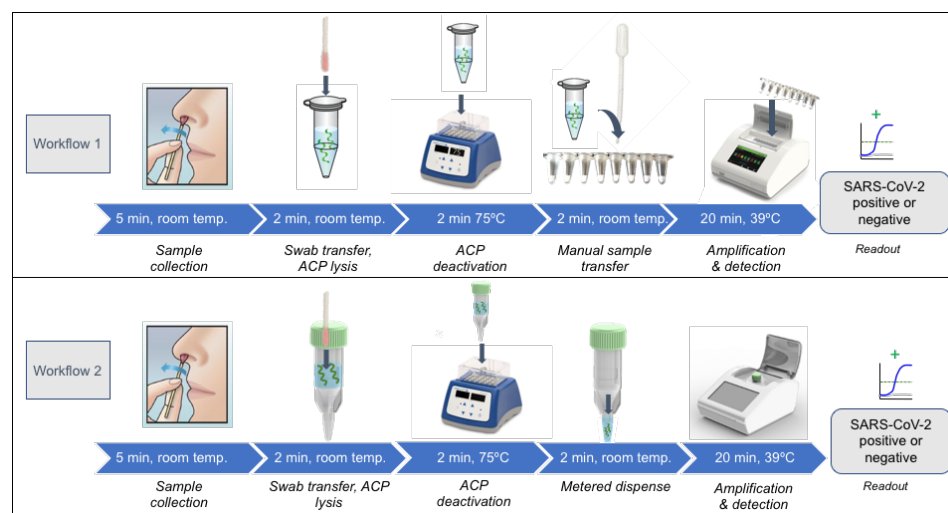 Workflow 1
5 min, room temp.
2 min, room temp.
2 min 75ºC
2 min, room temp.
20 min, 39ºC
+
SARS-CoV-2
positive or
negative
Sample
collection
Swab transfer,
ACP lysis
ACP
deactivation
Manual sample
transfer
Amplification
& detection
Readout
Workflow 2
5 min, room temp.
2 min, room temp.
2 min, 75ºC
2 min, room temp.
20 min, 39ºC
+
SARS-CoV-2
positive or
negative
Sample
collection
Swab transfer, ACP
lysis
ACP
deactivation
Metered dispense
Amplification
& detection
Readout